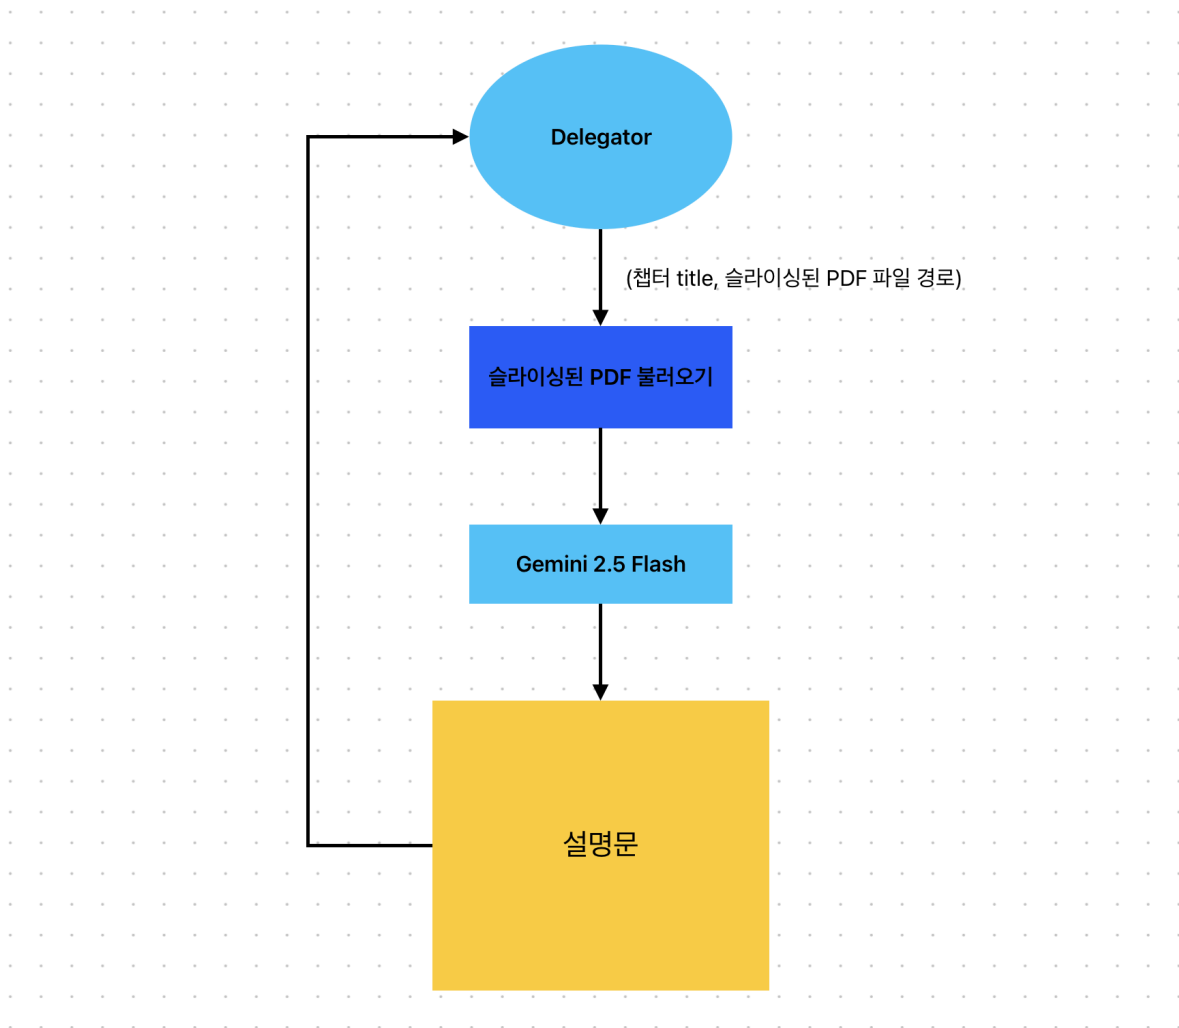 Delegator
(챕터 title, 슬라이싱된 PDF 파일 경로)
슬라이싱된 PDF 불러오기
Gemini 2.5 Flash
설명문